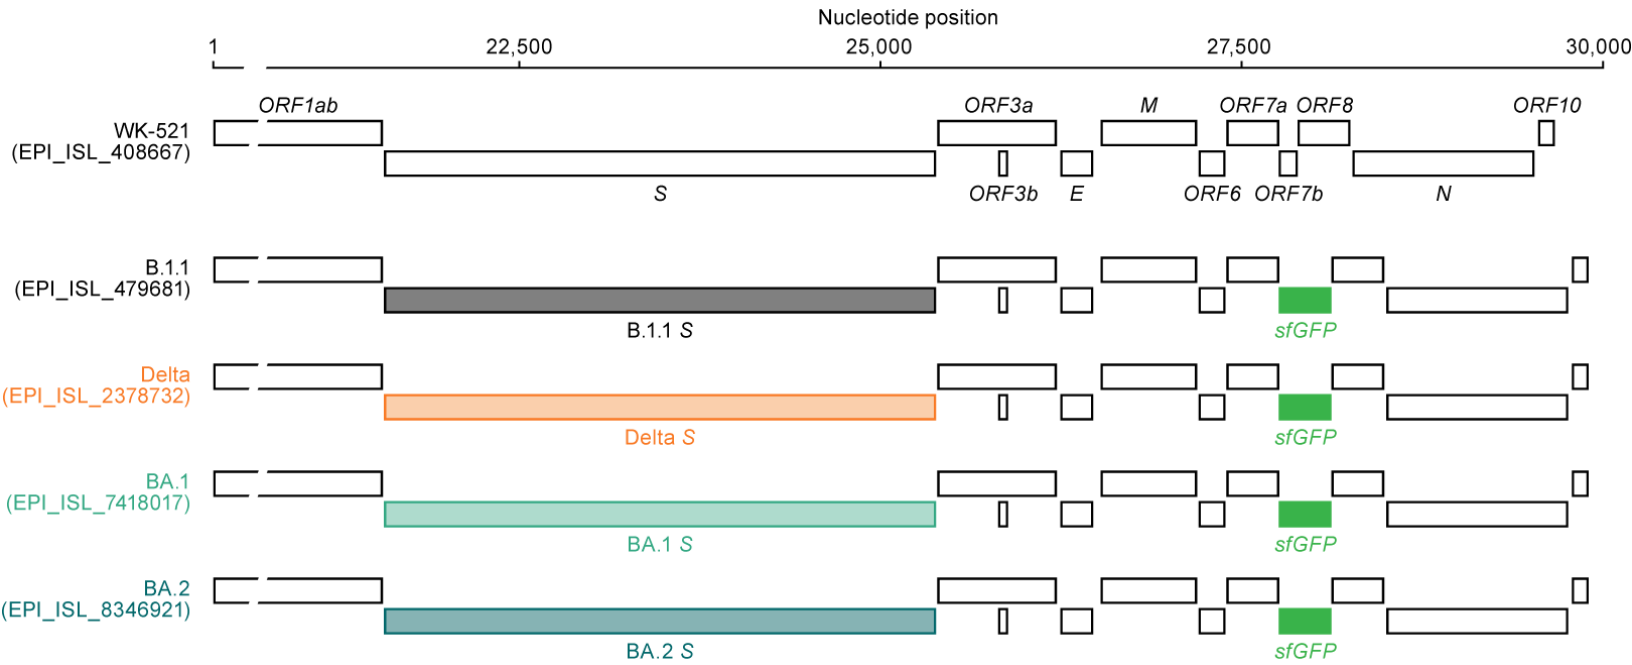 Nucleotide position
1 22,500 25,000 27,500 30,000
ORF1ab ORF3a M ORF7a ORF8 ORF10
WK-521
(EPI_ISL_408667)
S ORF3b E ORF6 ORF7b N
B.1.1
(EPI_ISL_479681)
B.1.1 S sfGFP
Delta
(EPI_ISL_2378732)
Delta S sfGFP
BA.1
(EPI_ISL_7418017)
BA.1 S sfGFP
BA.2
(EPI_ISL_8346921)
BA.2 S sfGFP